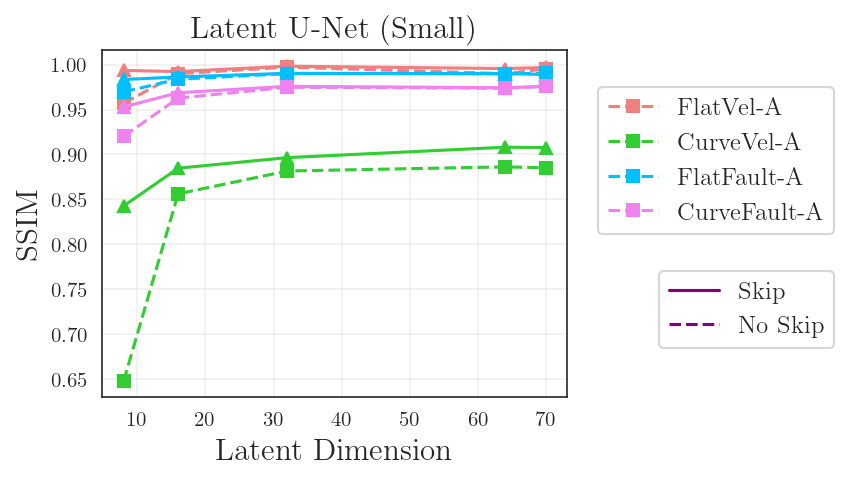 Latent U-Net (Small)
SSIM
1.00
0.95
0.90
0.85
0.80
0.75
0.70
0.65
10 20 30 40 50 60 70
Latent Dimension
FlatVel-A
CurveVel-A
FlatFault-A
CurveFault-A
Skip
No Skip